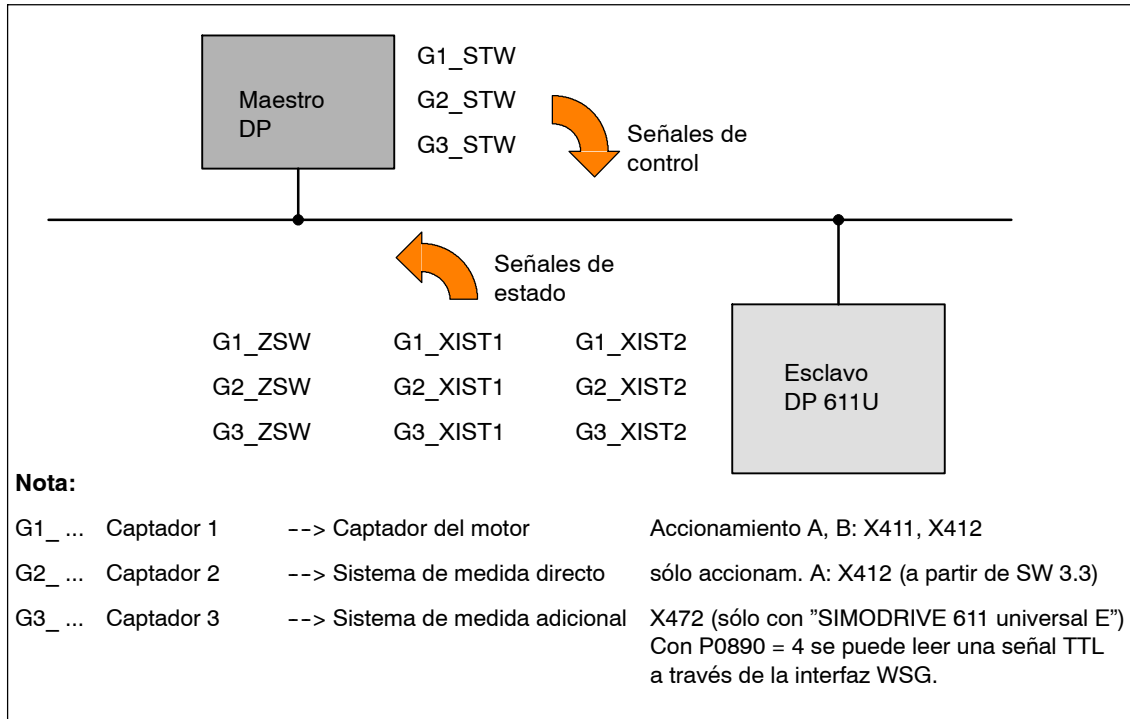 Maestro
DP
G1_STW
G2_STW
G3_STW
Señales de
control
Señales de
estado
G1_ZSW G1_XIST1 G1_XIST2
G2_ZSW G2_XIST1 G2_XIST2
G3_ZSW G3_XIST1 G3_XIST2
Esclavo
DP 611U
Nota:
G1_ ... Captador 1 --> Captador del motor Accionamiento A, B: X411, X412
G2_ ... Captador 2 --> Sistema de medida directo sólo accionam. A: X412 (a partir de SW 3.3)
G3_ ... Captador 3 --> Sistema de medida adicional X472 (sólo con ”SIMODRIVE 611 universal E”)
Con P0890 = 4 se puede leer una señal TTL
a través de la interfaz WSG.